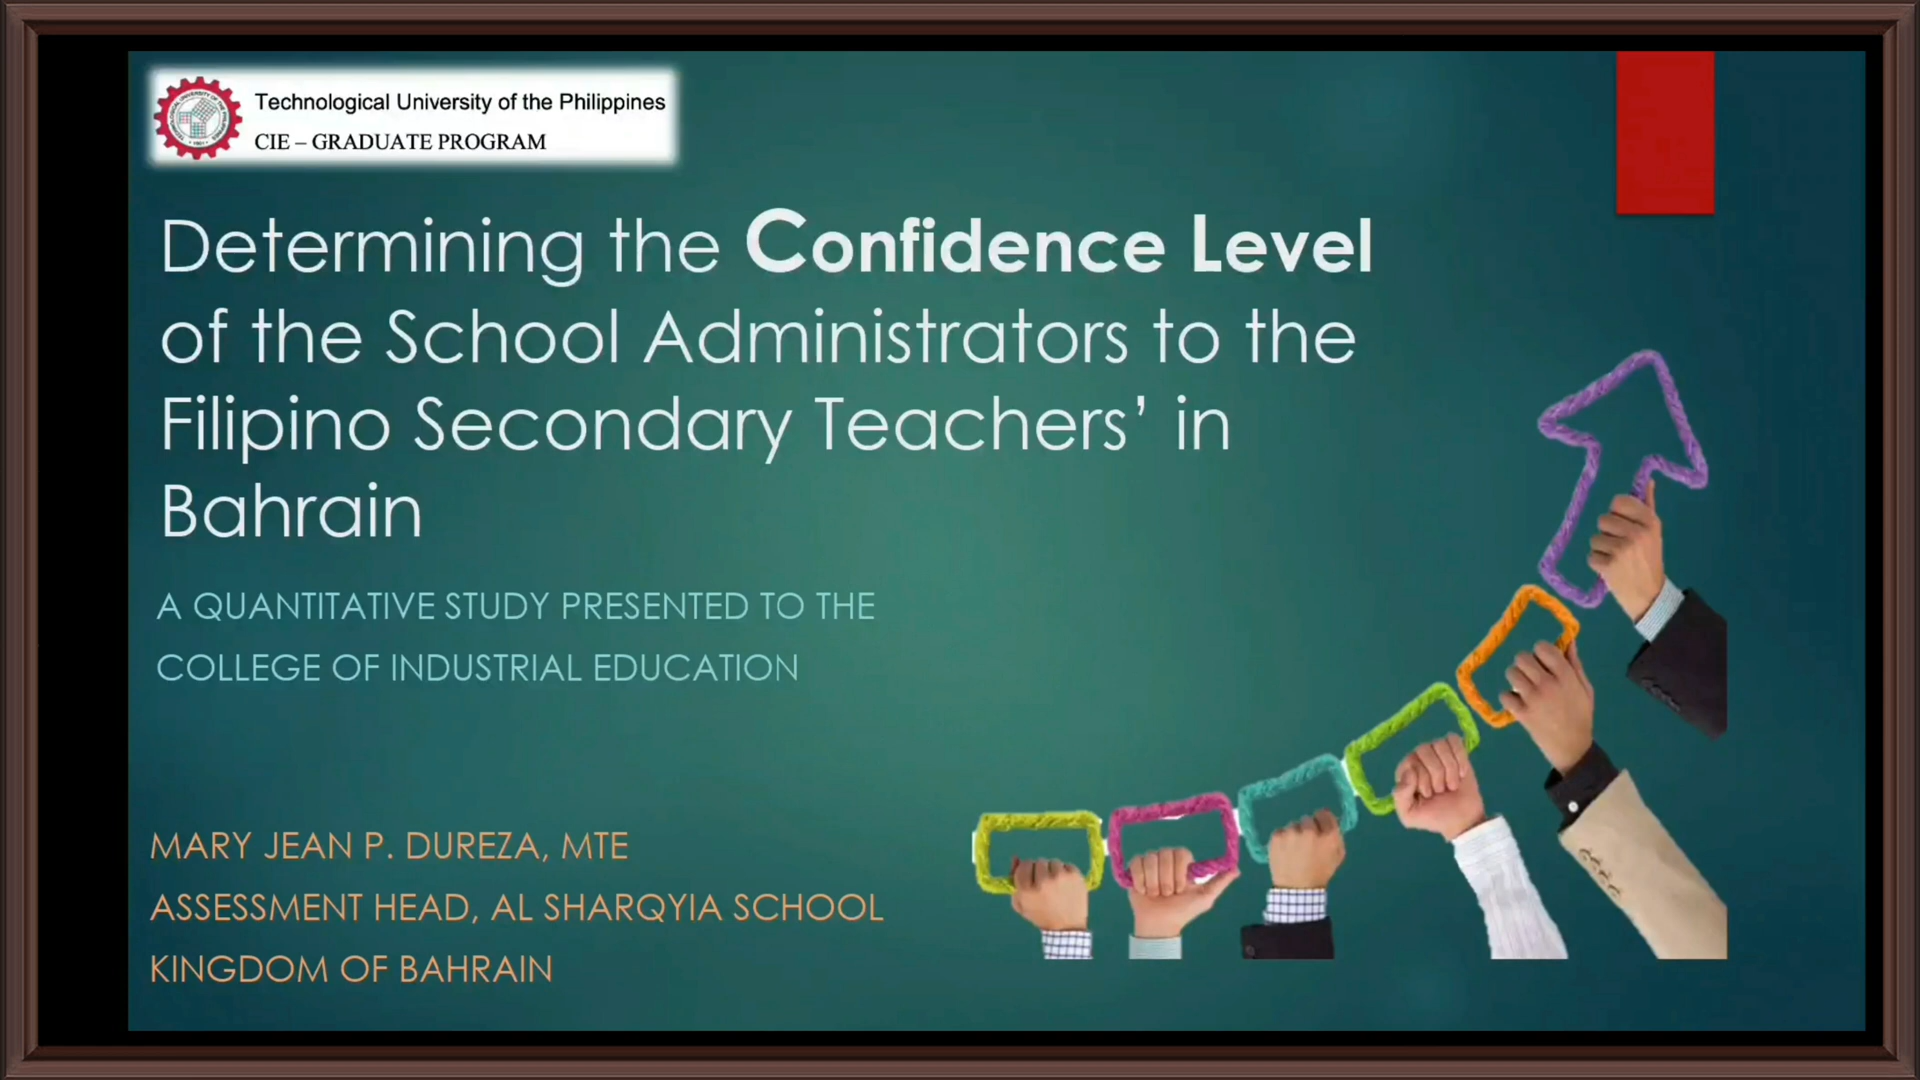 Technological University of the Philippines
CIE – GRADUATE PROGRAM
Determining the Confidence Level
of the School Administrators to the
Filipino Secondary Teachers’ in
Bahrain
A QUANTITATIVE STUDY PRESENTED TO THE
COLLEGE OF INDUSTRIAL EDUCATION
MARY JEAN P. DUREZA, MTE
ASSESSMENT HEAD, AL SHARQYIA SCHOOL
KINGDOM OF BAHRAIN